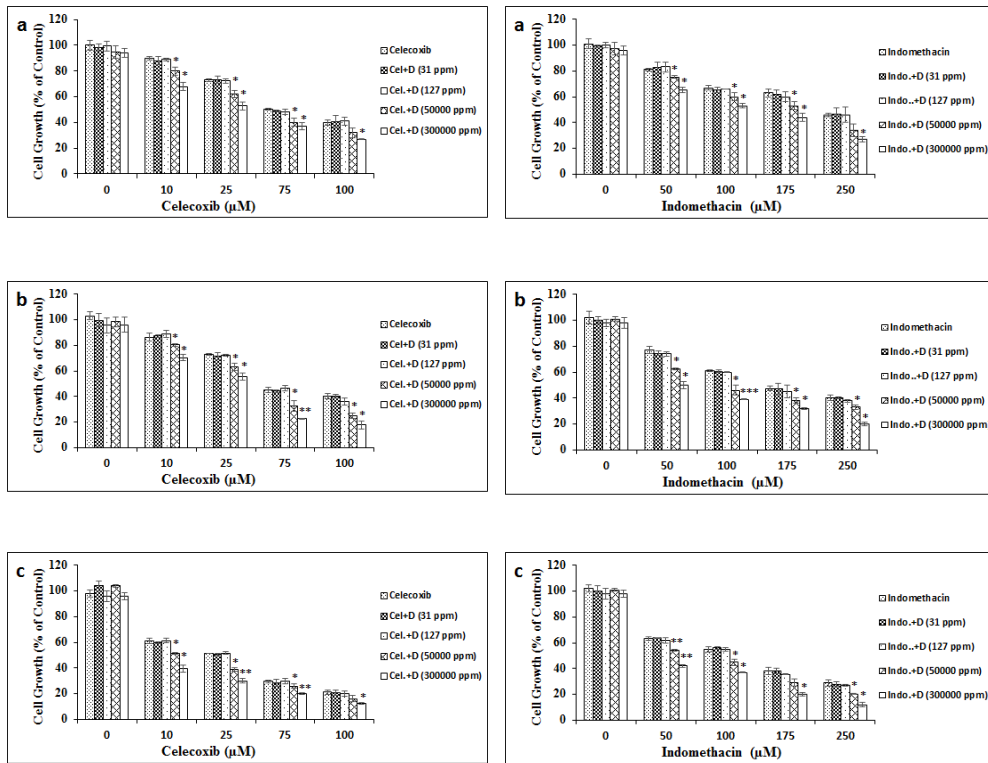 a
120
100
80
60
40
20
0
Cell Growth (% of Control)
* * * * * * *
0 10 25 75 100
Celecoxib (µM)
Celecoxib
Cel+D (31 ppm)
Cel.+D (127 ppm)
Cel.+D (50000 ppm)
Cel.+D (300000 ppm)
a
120
100
80
60
40
20
0
Cell Growth (% of Control)
* * * * * * *
0 50 100 175 250
Indomethacin (µM)
Indomethacin
Indo.+D (31 ppm)
Indo..+D (127 ppm)
Indo.+D (50000 ppm)
Indo.+D (300000 ppm)
b
120
100
80
60
40
20
0
Cell Growth (% of Control)
* * * * * ** * *
0 10 25 75 100
Celecoxib (µM)
Celecoxib
Cel+D (31 ppm)
Cel.+D (127 ppm)
Cel.+D (50000 ppm)
Cel.+D (300000 ppm)
b
120
100
80
60
40
20
0
Cell Growth (% of Control)
* * * *** * * * *
0 50 100 175 250
Indomethacin (µM)
Indomethacin
Indo.+D (31 ppm)
Indo..+D (127 ppm)
Indo.+D (50000 ppm)
Indo.+D (300000 ppm)
c
120
100
80
60
40
20
0
Cell Growth (% of Control)
* * * ** * ** *
0 10 25 75 100
Celecoxib (µM)
Celecoxib
Cel+D (31 ppm)
Cel.+D (127 ppm)
Cel.+D (50000 ppm)
Cel.+D (300000 ppm)
c
120
100
80
60
40
20
0
Cell Growth (% of Control)
** ** * * * * *
0 50 100 175 250
Indomethacin (µM)
Indomethacin
Indo.+D (31 ppm)
Indo..+D (127 ppm)
Indo.+D (50000 ppm)
Indo.+D (300000 ppm)